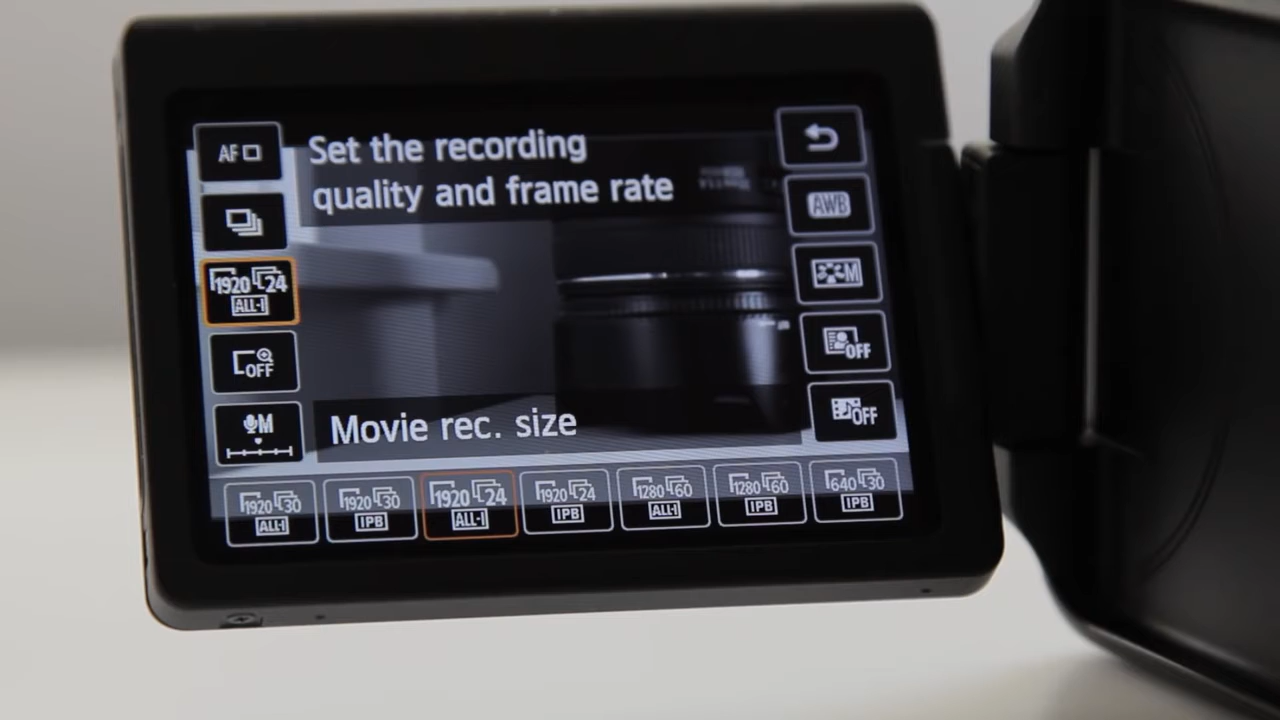 AF
Set the recording
quality and frame rate
AWB
1920 24
ALL-I
M
OFF
OFF
M
OFF
Movie rec. size
1920 30 1920 30 1920 24 1920 24 1280 60 1280 60 640 30
ALL-I IPB ALL-I IPB ALL-I IPB IPB